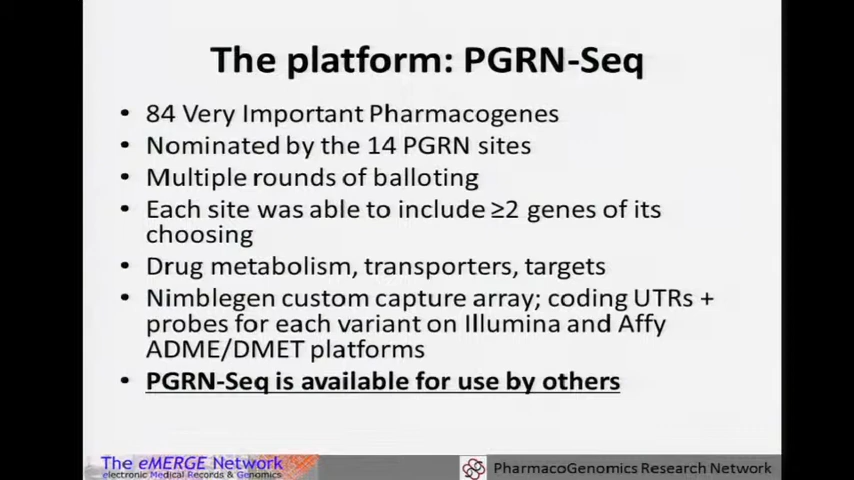 The platform: PGRN-Seq
• 84 Very Important Pharmacogenes
• Nominated by the 14 PGRN sites
• Multiple rounds of balloting
• Each site was able to include ≥2 genes of its
choosing
• Drug metabolism, transporters, targets
• Nimblegen custom capture array; coding UTRs +
probes for each variant on Illumina and Affy
ADME/DMET platforms
• PGRN-Seq is available for use by others
The eMERGE Network
electronic Medical Records & Genomics
PharmacoGenomics Research Network